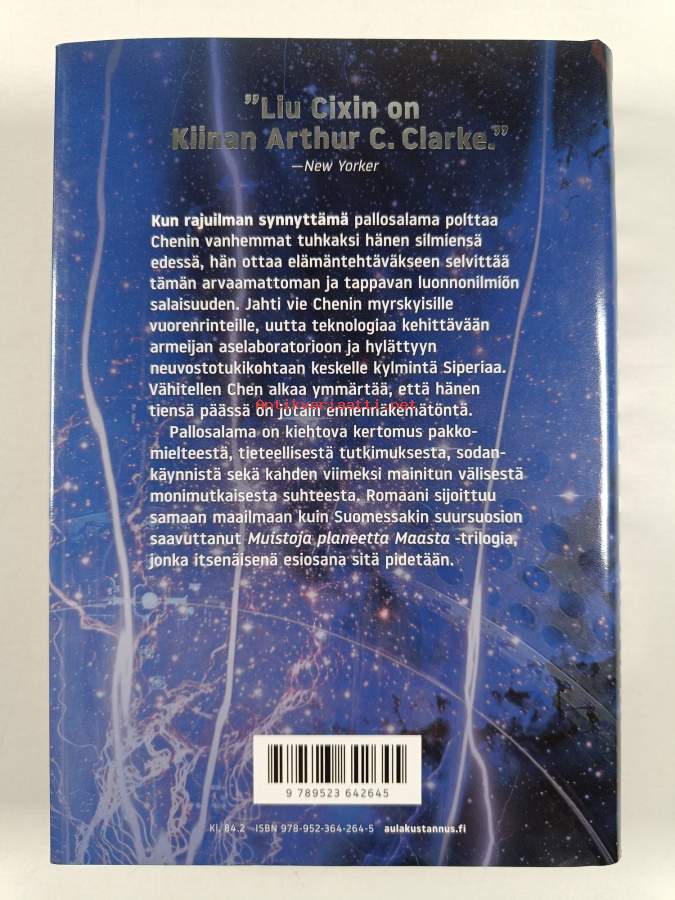 ”Liu Cixin on
Kiinan Arthur C. Clarke.”
—New Yorker
Kun rajuilman synnyttämä pallosalama polttaa
Chenin vanhemmat tuhkaksi hänen silmiensä
edessä, hän ottaa elämäntehtäväkseen selvittää
tämän arvaamattoman ja tappavan luonnonilmiön
salaisuuden. Jahti vie Chenin myrskyisille
vuorenrinteille, uutta teknologiaa kehittävään
armeijan aselaboratorioon ja hylättyyn
neuvostotukikohtaan keskelle kylmintä Siperiaa.
Vähitellen Chen alkaa ymmärtää, että hänen
tiensä päässä on jotain ennennäkemätöntä.
Antikvariaatti.net
Pallosalama on kiehtova kertomus pakko-
mielteestä, tieteellisestä tutkimuksesta, sodan-
käynnistä sekä kahden viimeksi mainitun välisestä
monimutkaisesta suhteesta. Romaani sijoittuu
samaan maailmaan kuin Suomessakin suursuosion
saavuttanut Muistoja planeetta Maasta -trilogia,
jonka itsenäisenä esiosana sitä pidetään.
9 789523 642645
Kl. 84.2 ISBN 978-952-364-264-5 aulakustannus.fi